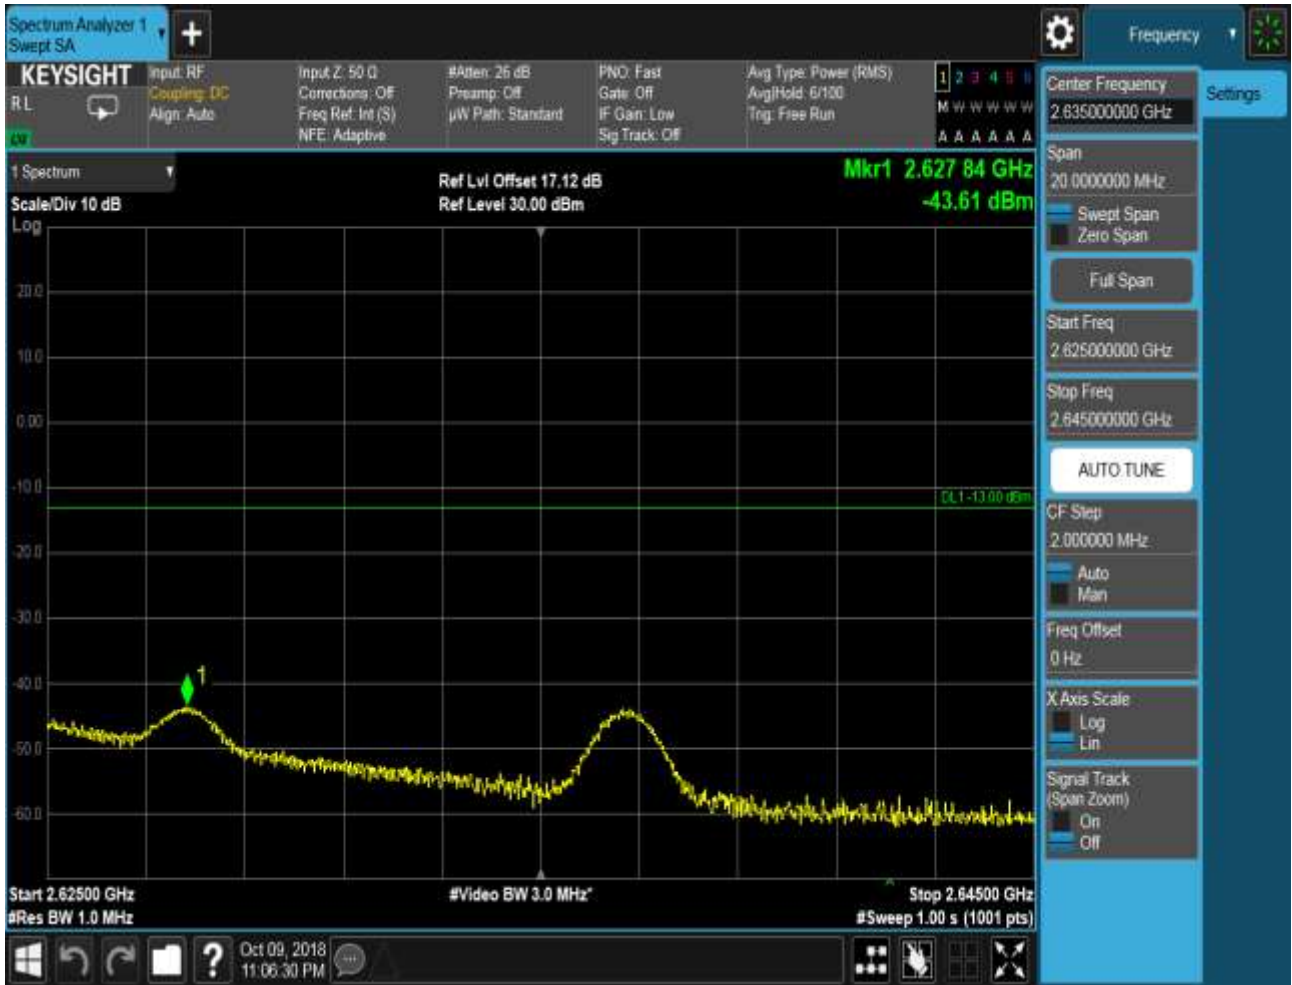 Spectrum Analyzer 1
Swept SA
+
Frequency
KEYSIGHT
R L
LXI
Input: RF
Coupling: DC
Align: Auto
Input Z: 50 Ω
Corrections: Off
Freq Ref: Int (S)
NFE: Adaptive
#Atten: 26 dB
Preamp: Off
µW Path: Standard
PNO: Fast
Gate: Off
IF Gain: Low
Sig Track: Off
Avg Type: Power (RMS)
Avg|Hold: 6/100
Trig: Free Run
1 2 3 4 5 6
M W W W W W
A A A A A A
1 Spectrum
Scale/Div 10 dB
Log
Ref Lvl Offset 17.12 dB
Ref Level 30.00 dBm
Mkr1 2.627 84 GHz
-43.61 dBm
20.0
10.0
0.00
-10.0
DL1 -13.00 dBm
-20.0
-30.0
-40.0
1
-50.0
-60.0
Start 2.62500 GHz
#Res BW 1.0 MHz
#Video BW 3.0 MHz*
Stop 2.64500 GHz
#Sweep 1.00 s (1001 pts)
Center Frequency
2.635000000 GHz
Settings
Span
20.0000000 MHz
Swept Span
Zero Span
Full Span
Start Freq
2.625000000 GHz
Stop Freq
2.645000000 GHz
AUTO TUNE
CF Step
2.000000 MHz
Auto
Man
Freq Offset
0 Hz
X Axis Scale
Log
Lin
Signal Track
(Span Zoom)
On
Off
?
Oct 09, 2018
11:06:30 PM